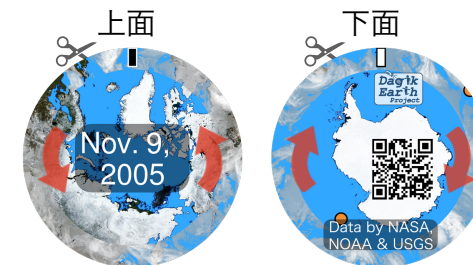 上面
下面
Nov. 9,
2005
Dagik
Earth
Project
Data by NASA,
NOAA & USGS